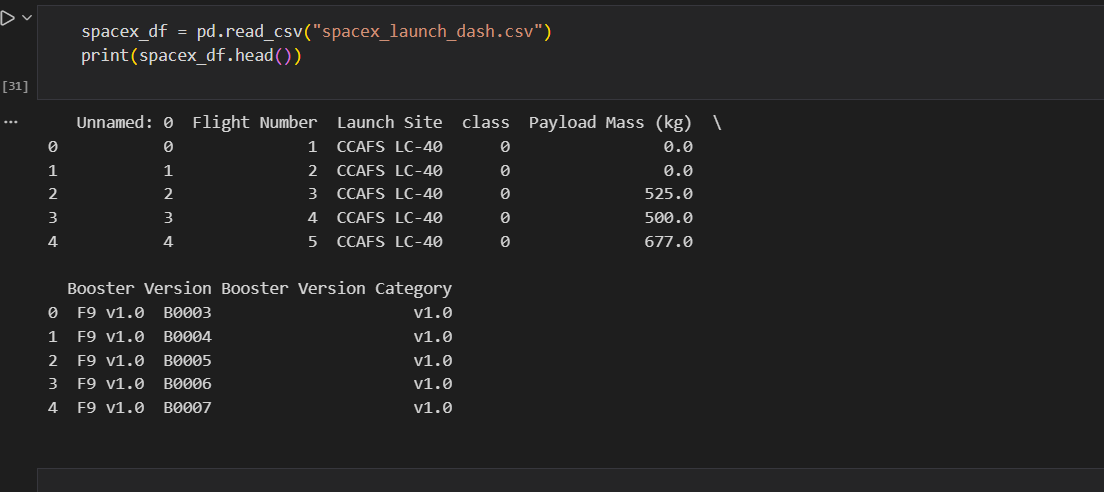 spacex_df = pd.read_csv("spacex_launch_dash.csv")
print(spacex_df.head())
[31]
... Unnamed: 0 Flight Number Launch Site class Payload Mass (kg) \
0 0 1 CCAFS LC-40 0 0.0
1 1 2 CCAFS LC-40 0 0.0
2 2 3 CCAFS LC-40 0 525.0
3 3 4 CCAFS LC-40 0 500.0
4 4 5 CCAFS LC-40 0 677.0
Booster Version Booster Version Category
0 F9 v1.0 B0003 v1.0
1 F9 v1.0 B0004 v1.0
2 F9 v1.0 B0005 v1.0
3 F9 v1.0 B0006 v1.0
4 F9 v1.0 B0007 v1.0